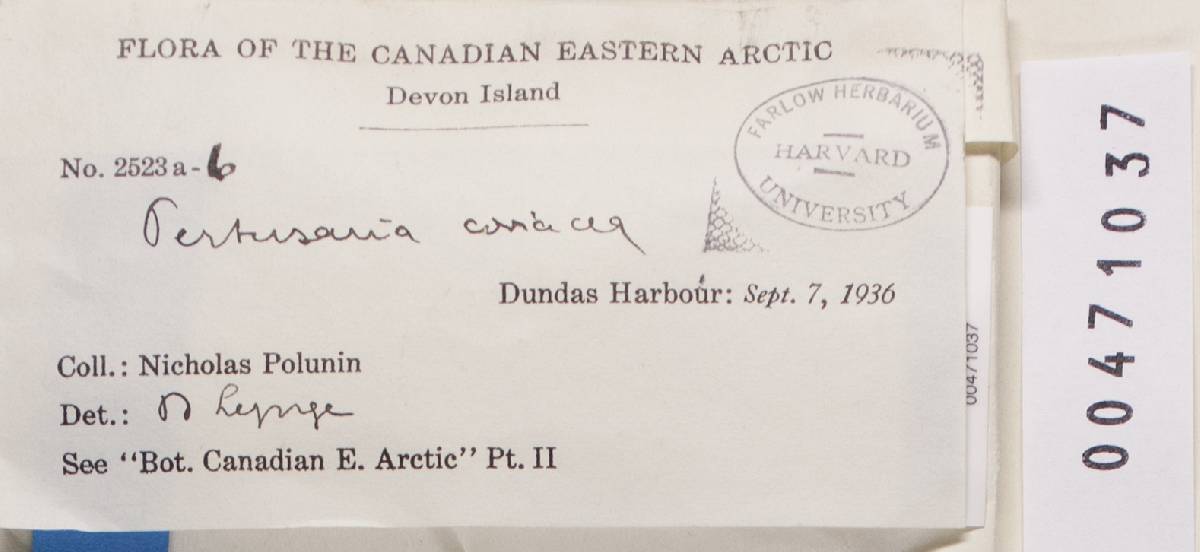 FLORA OF THE CANADIAN EASTERN ARCTIC
Devon Island
FARLOW HERBARIUM
HARVARD
UNIVERSITY
No. 2523 a-6
Pertusaria coriacea
Dundas Harbour: Sept. 7, 1936
Coll.: Nicholas Polunin
Det.: Lynge
See "Bot. Canadian E. Arctic" Pt. II
00471037
00471037